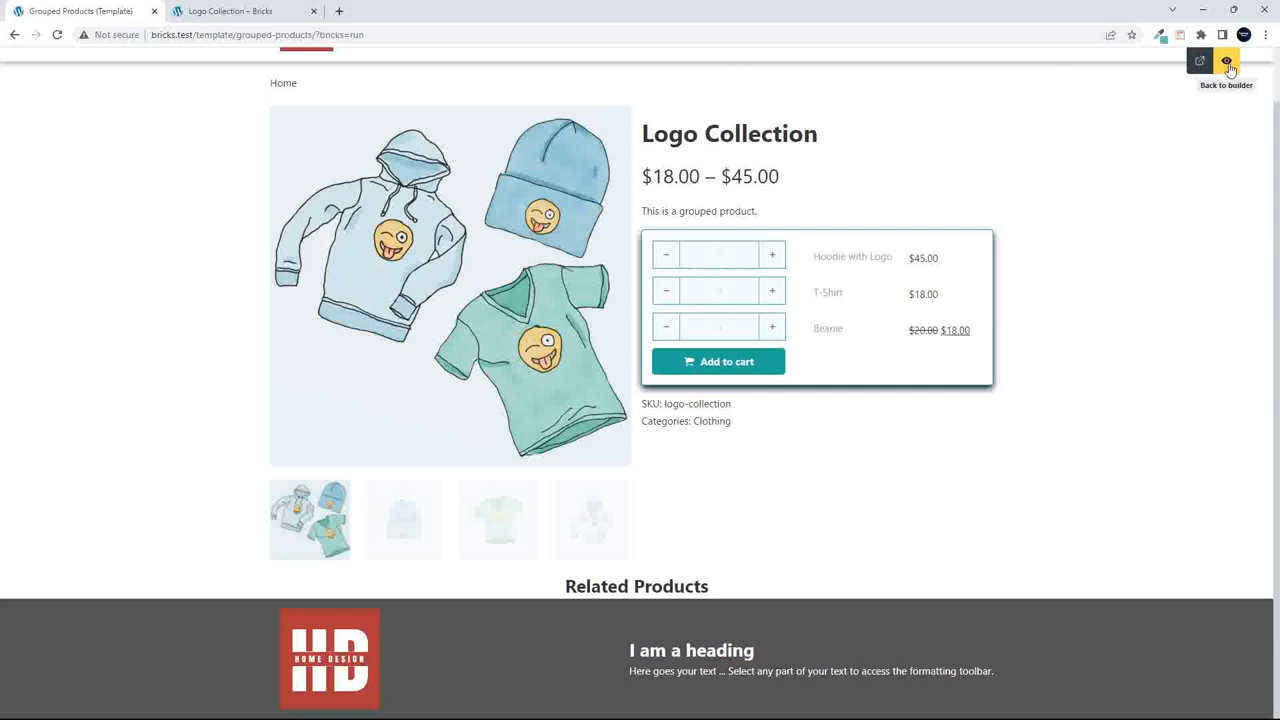 Grouped Products (Template)
Logo Collection – Bricks
Not secure
bricks.test/template/grouped-products/?bricks=run
Back to builder
Home
Logo Collection
$18.00 – $45.00
This is a grouped product.
− + Hoodie with Logo $45.00
− + T-Shirt $18.00
− + Beanie $20.00 $18.00
Add to cart
SKU: logo-collection
Categories: Clothing
Related Products
HD
HOME DESIGN
I am a heading
Here goes your text ... Select any part of your text to access the formatting toolbar.